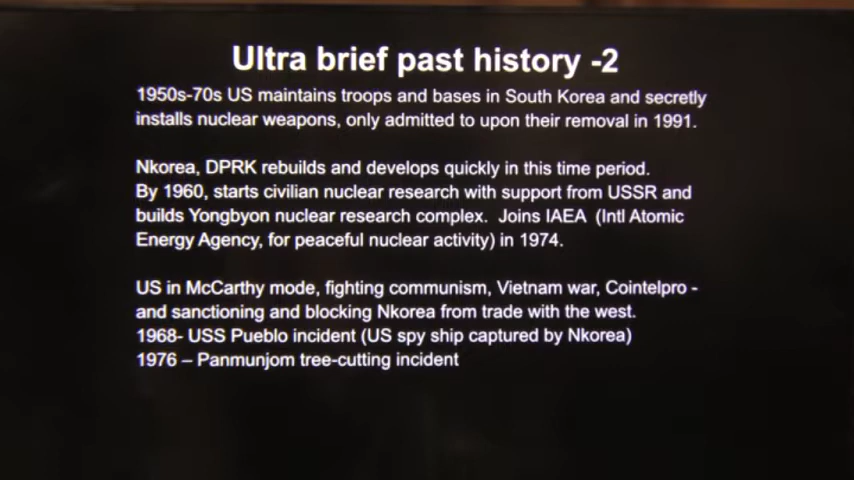 Ultra brief past history -2
1950s-70s US maintains troops and bases in South Korea and secretly
installs nuclear weapons, only admitted to upon their removal in 1991.
Nkorea, DPRK rebuilds and develops quickly in this time period.
By 1960, starts civilian nuclear research with support from USSR and
builds Yongbyon nuclear research complex. Joins IAEA (Intl Atomic
Energy Agency, for peaceful nuclear activity) in 1974.
US in McCarthy mode, fighting communism, Vietnam war, Cointelpro -
and sanctioning and blocking Nkorea from trade with the west.
1968- USS Pueblo incident (US spy ship captured by Nkorea)
1976 – Panmunjom tree-cutting incident